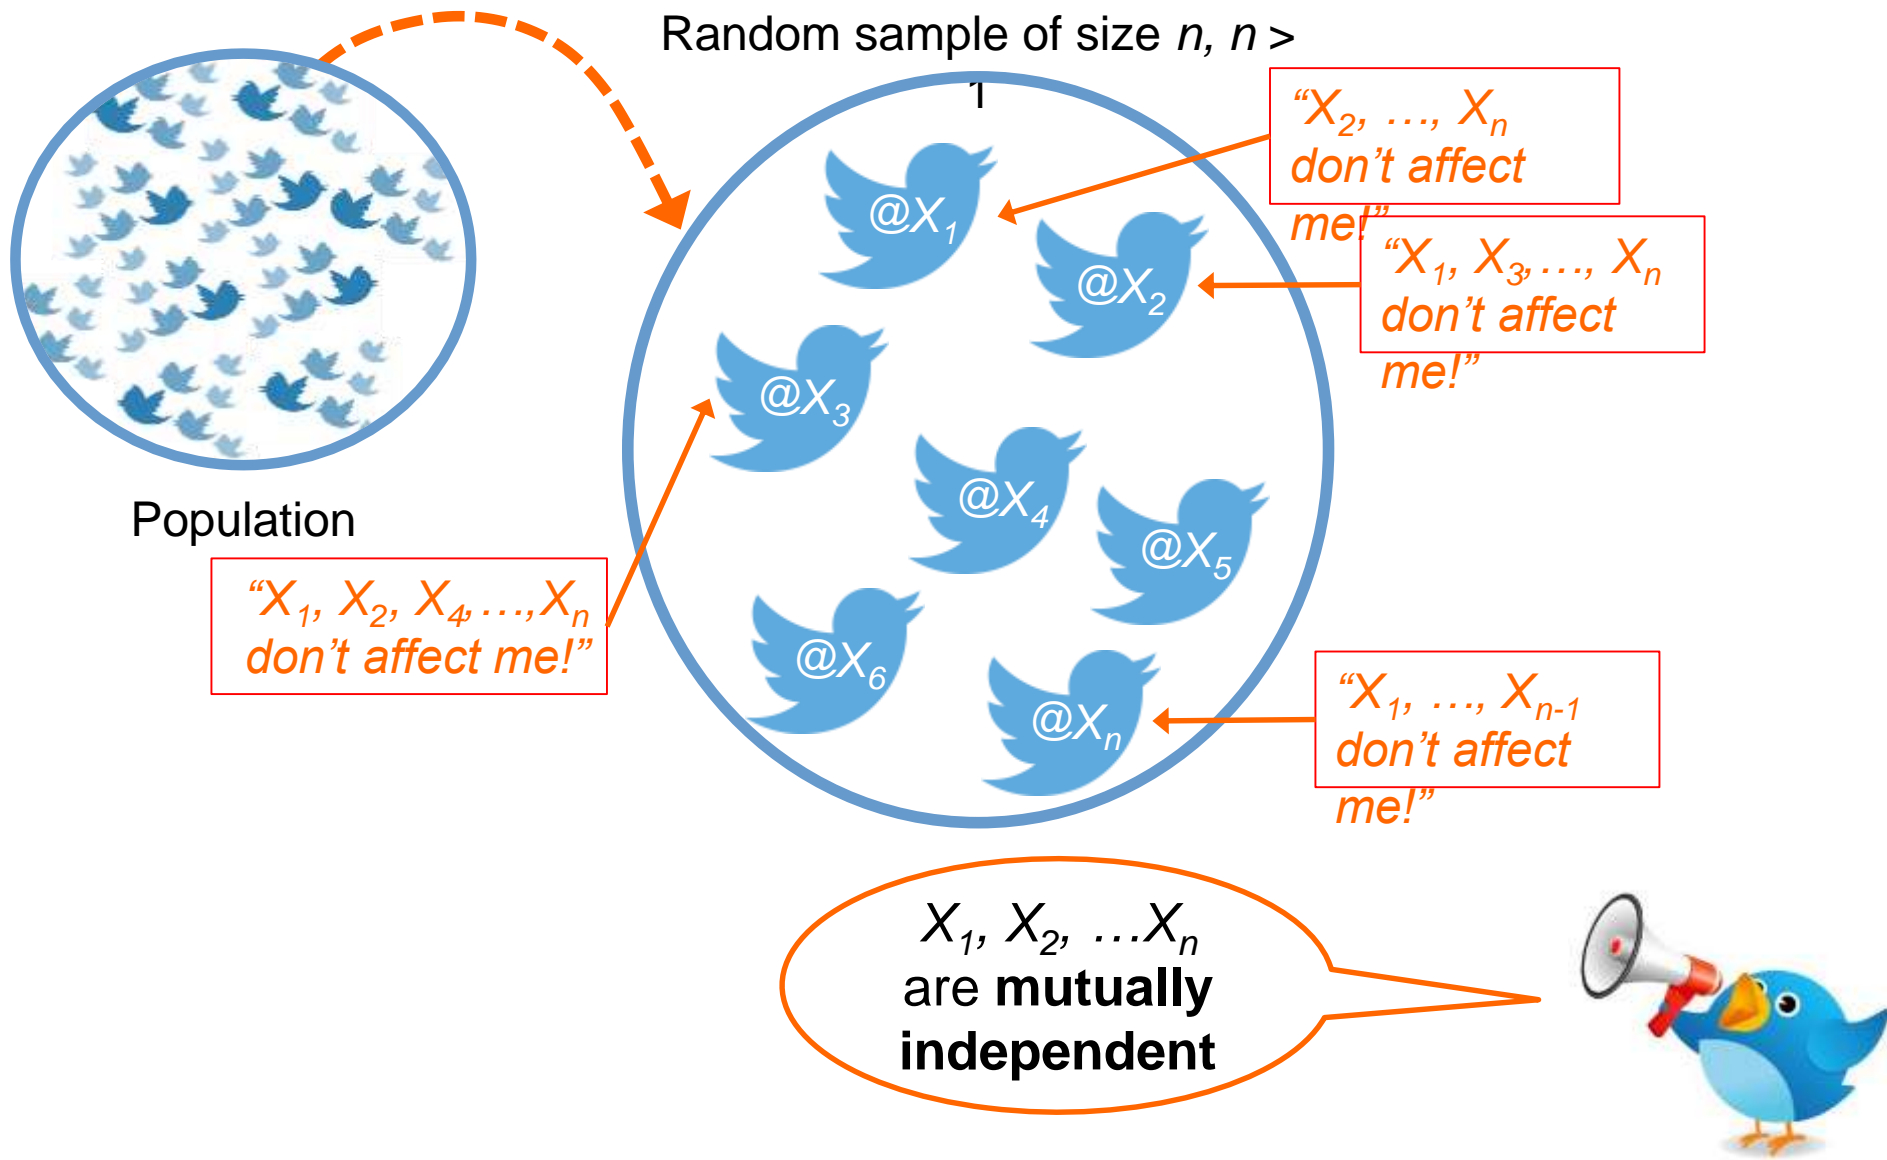 Random sample of size n, n >
1
“X₂, …, Xₙ
don’t affect
me!”
“X₁, X₃,…, Xₙ
don’t affect
me!”
@X₁
@X₂
@X₃
@X₄
@X₅
@X₆
@Xₙ
Population
“X₁, X₂, X₄,…,Xₙ
don’t affect me!”
“X₁, …, Xₙ₋₁
don’t affect
me!”
X₁, X₂, …Xₙ
are mutually
independent